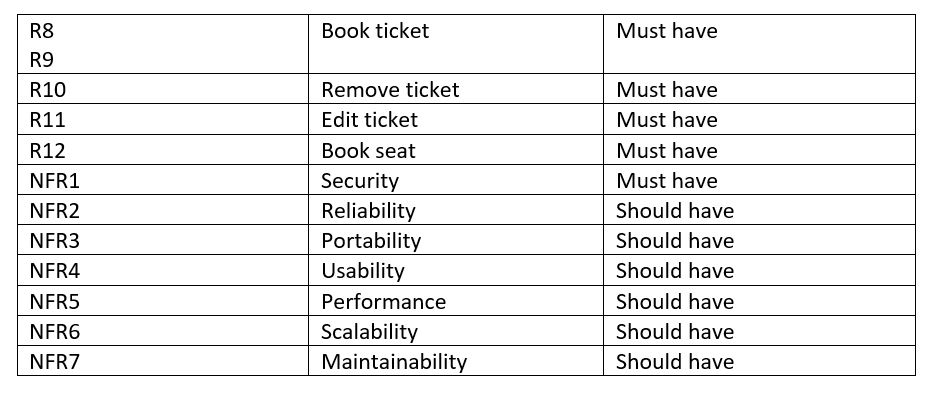 R8 Book ticket Must have
R9
R10 Remove ticket Must have
R11 Edit ticket Must have
R12 Book seat Must have
NFR1 Security Must have
NFR2 Reliability Should have
NFR3 Portability Should have
NFR4 Usability Should have
NFR5 Performance Should have
NFR6 Scalability Should have
NFR7 Maintainability Should have